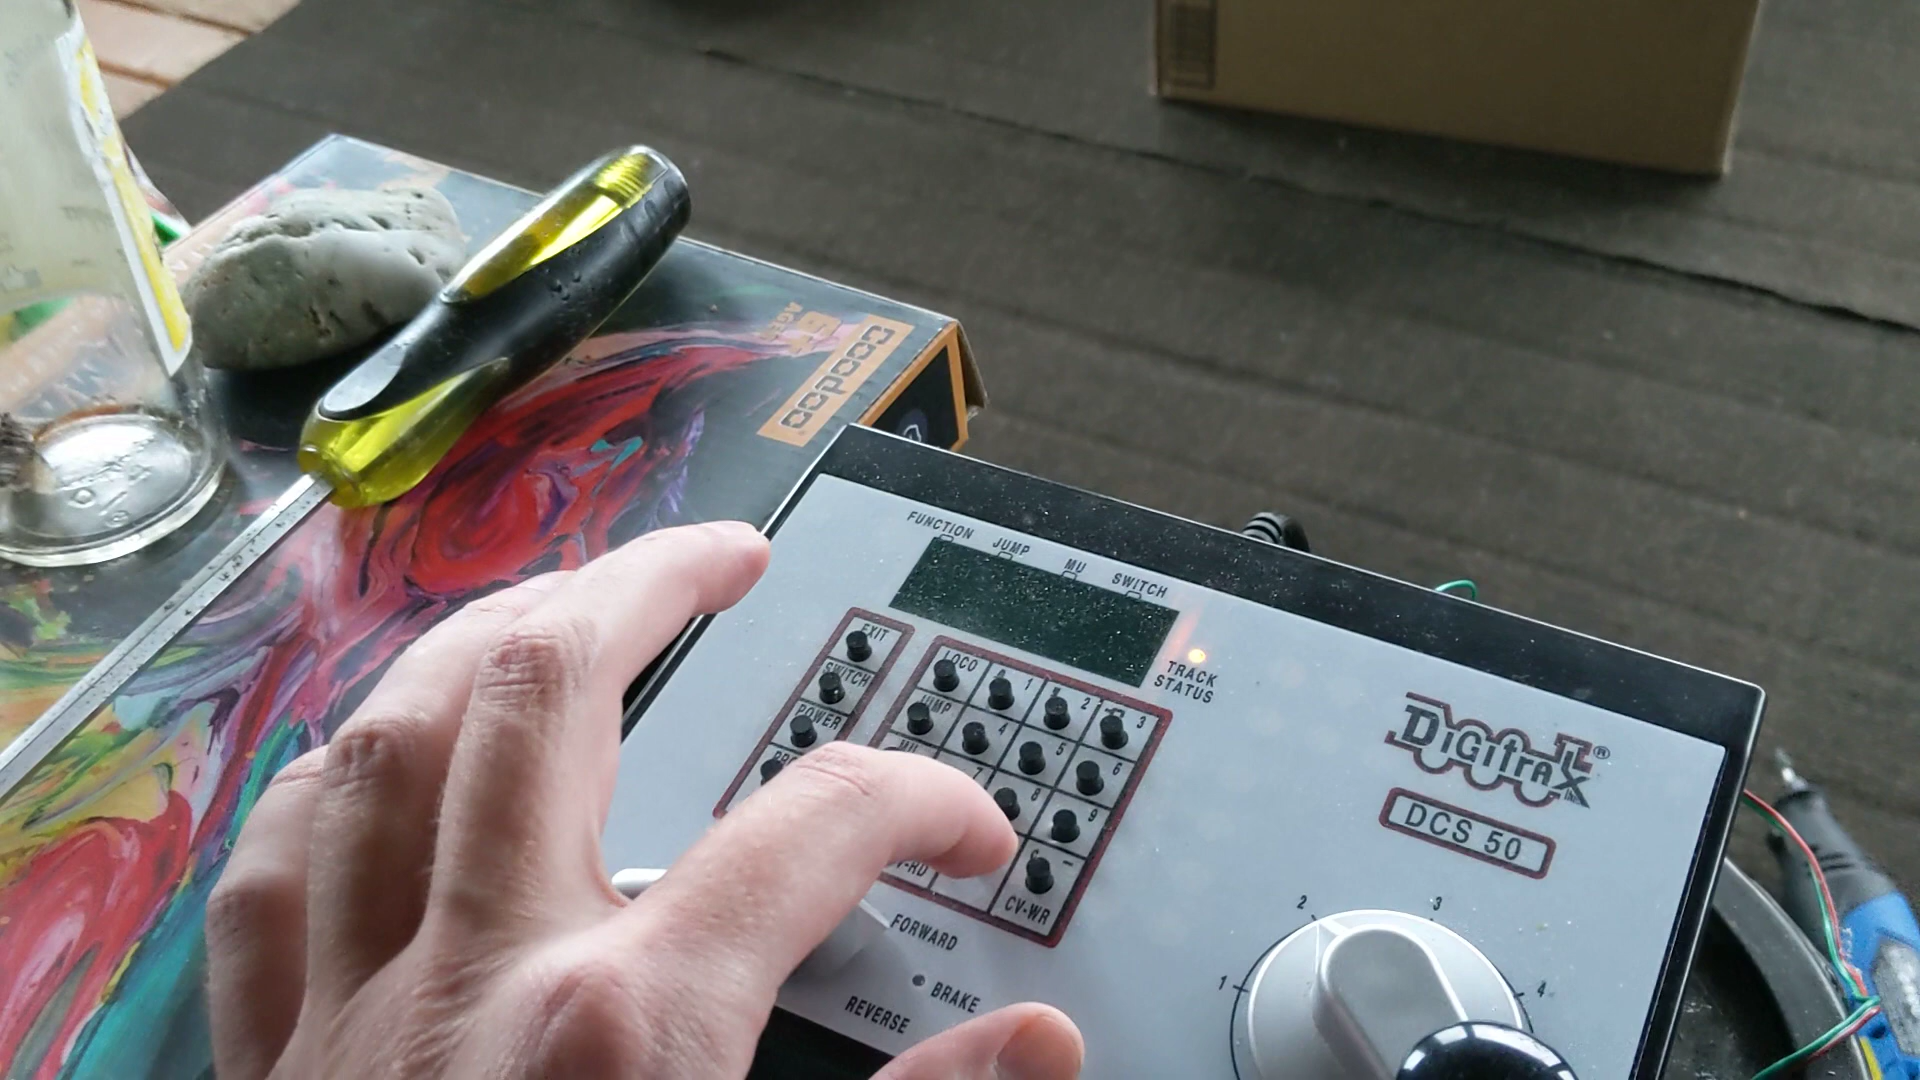 coodoo
FUNCTION
JUMP
MU
SWITCH
TRACK
STATUS
EXIT
SWITCH
POWER
LOCO
1
2
3
JUMP
4
5
6
7
8
9
CV-WR
FORWARD
BRAKE
REVERSE
DIGITRAX®
DCS 50
1
2
3
4